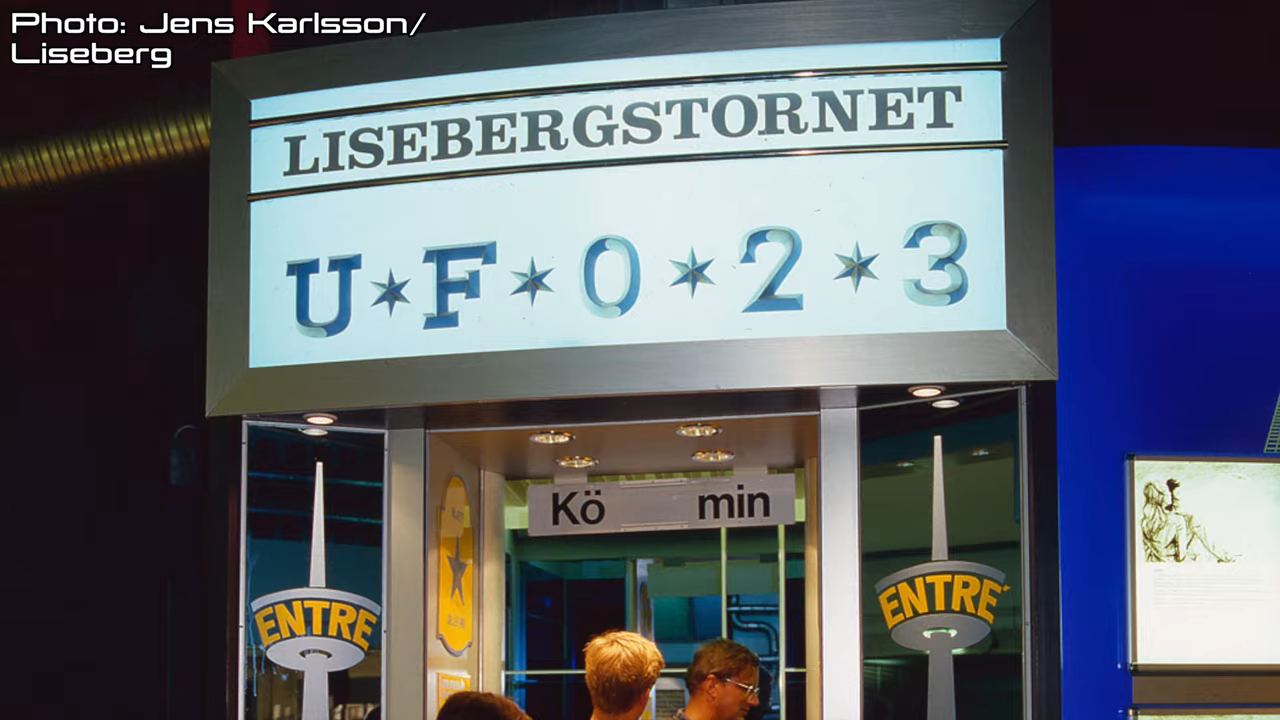 Photo: Jens Karlsson/
Liseberg
LISEBERGSTORNET
U★F★0★2★3
Kö min
ENTRE
ENTRE´